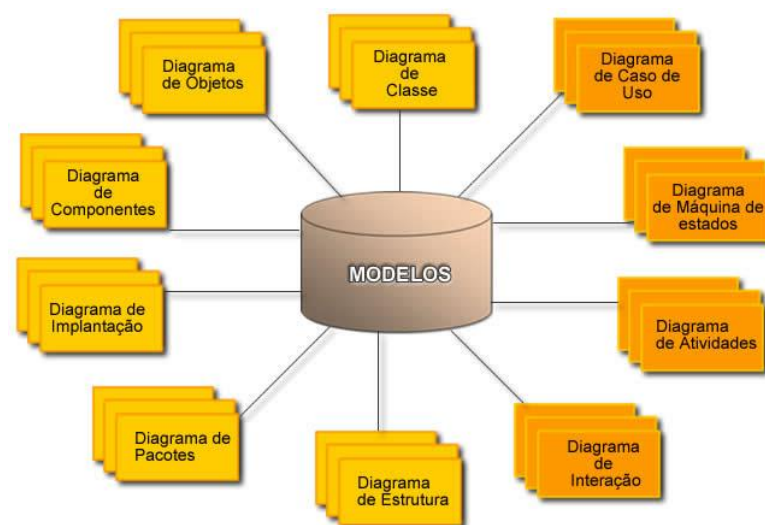 Diagrama
de Objetos
Diagrama
de
Classe
Diagrama
de Caso de
Uso
Diagrama
de
Componentes
Diagrama
de Máquina de
estados
MODELOS
Diagrama de
Implantação
Diagrama
de Atividades
Diagrama de
Pacotes
Diagrama
de Estrutura
Diagrama
de
Interação